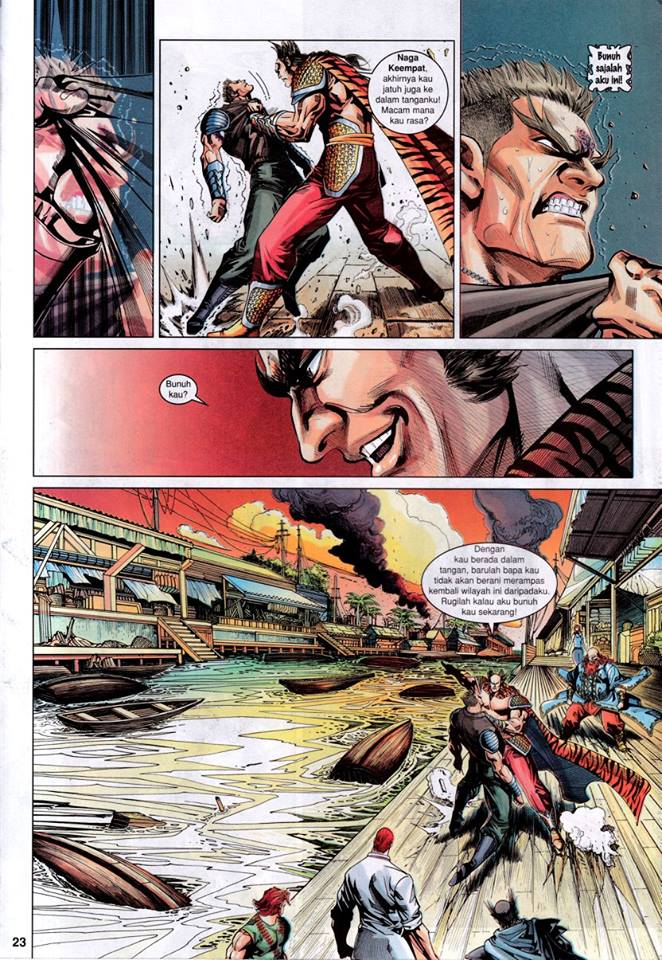 Naga
Keempat,
akhirnya kau
jatuh juga ke
dalam tanganku!
Macam mana
kau rasa?
Bunuh
sajalah
aku ini!
Bunuh
kau?
Dengan
kau berada dalam
tangan, barulah bapa kau
tidak akan berani merampas
kembali wilayah ini daripadaku.
Rugilah kalau aku bunuh
kau sekarang!
23